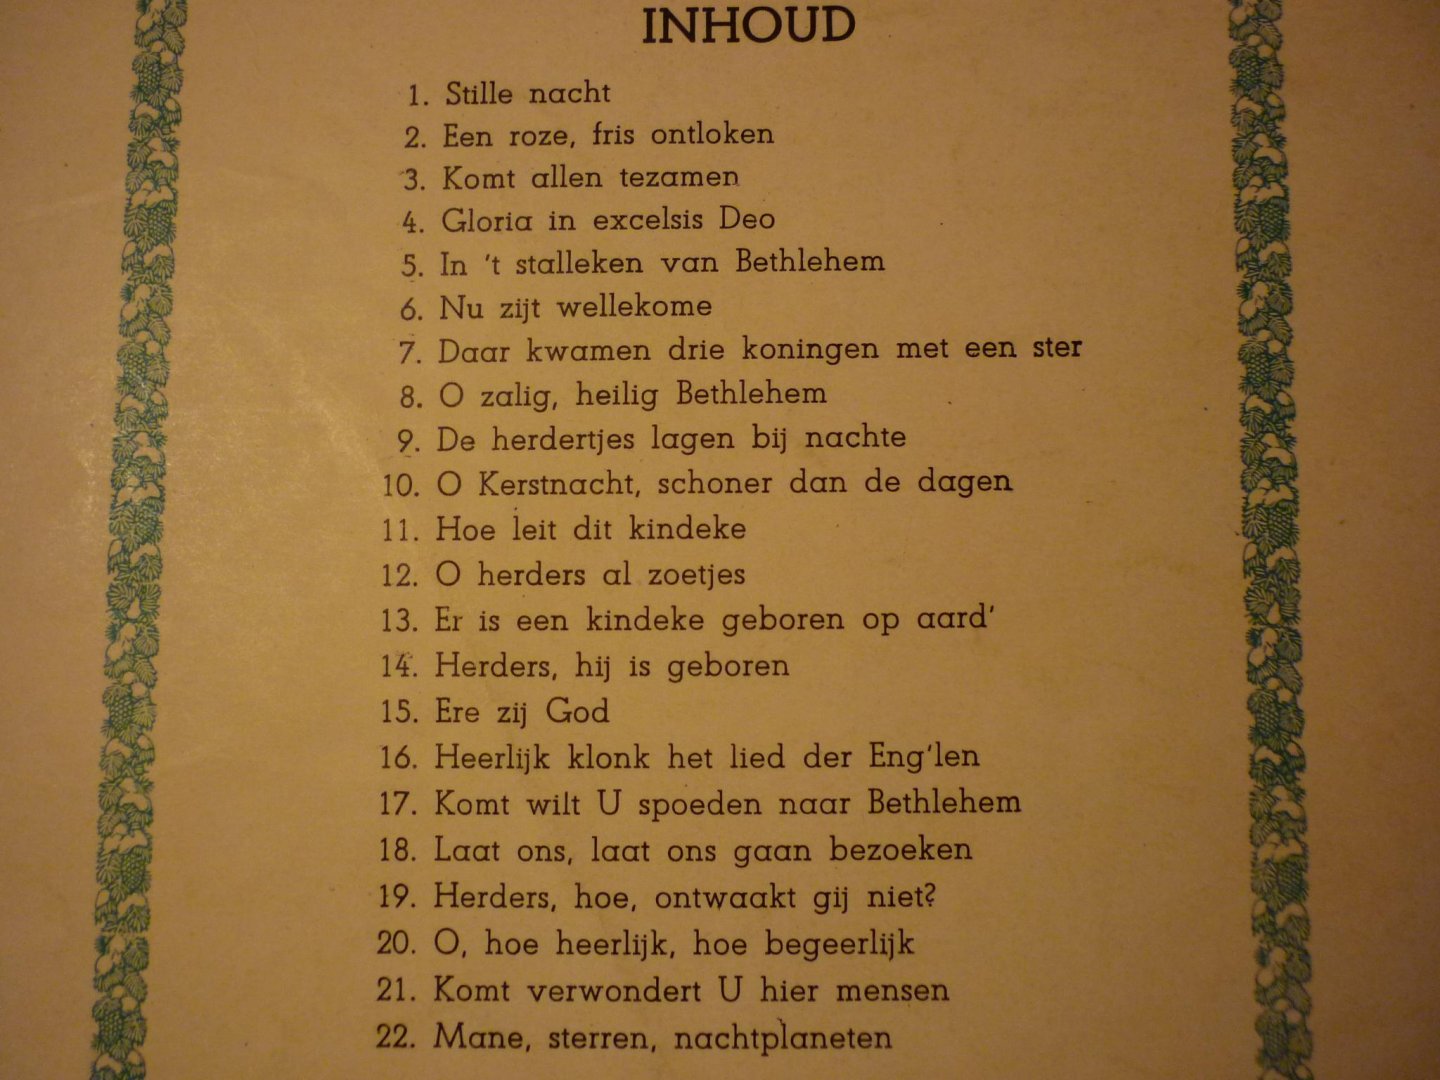 INHOUD
1. Stille nacht
2. Een roze, fris ontloken
3. Komt allen tezamen
4. Gloria in excelsis Deo
5. In 't stalleken van Bethlehem
6. Nu zijt wellekome
7. Daar kwamen drie koningen met een ster
8. O zalig, heilig Bethlehem
9. De herdertjes lagen bij nachte
10. O Kerstnacht, schoner dan de dagen
11. Hoe leit dit kindeke
12. O herders al zoetjes
13. Er is een kindeke geboren op aard'
14. Herders, hij is geboren
15. Ere zij God
16. Heerlijk klonk het lied der Eng'len
17. Komt wilt U spoeden naar Bethlehem
18. Laat ons, laat ons gaan bezoeken
19. Herders, hoe, ontwaakt gij niet?
20. O, hoe heerlijk, hoe begeerlijk
21. Komt verwondert U hier mensen
22. Mane, sterren, nachtplaneten